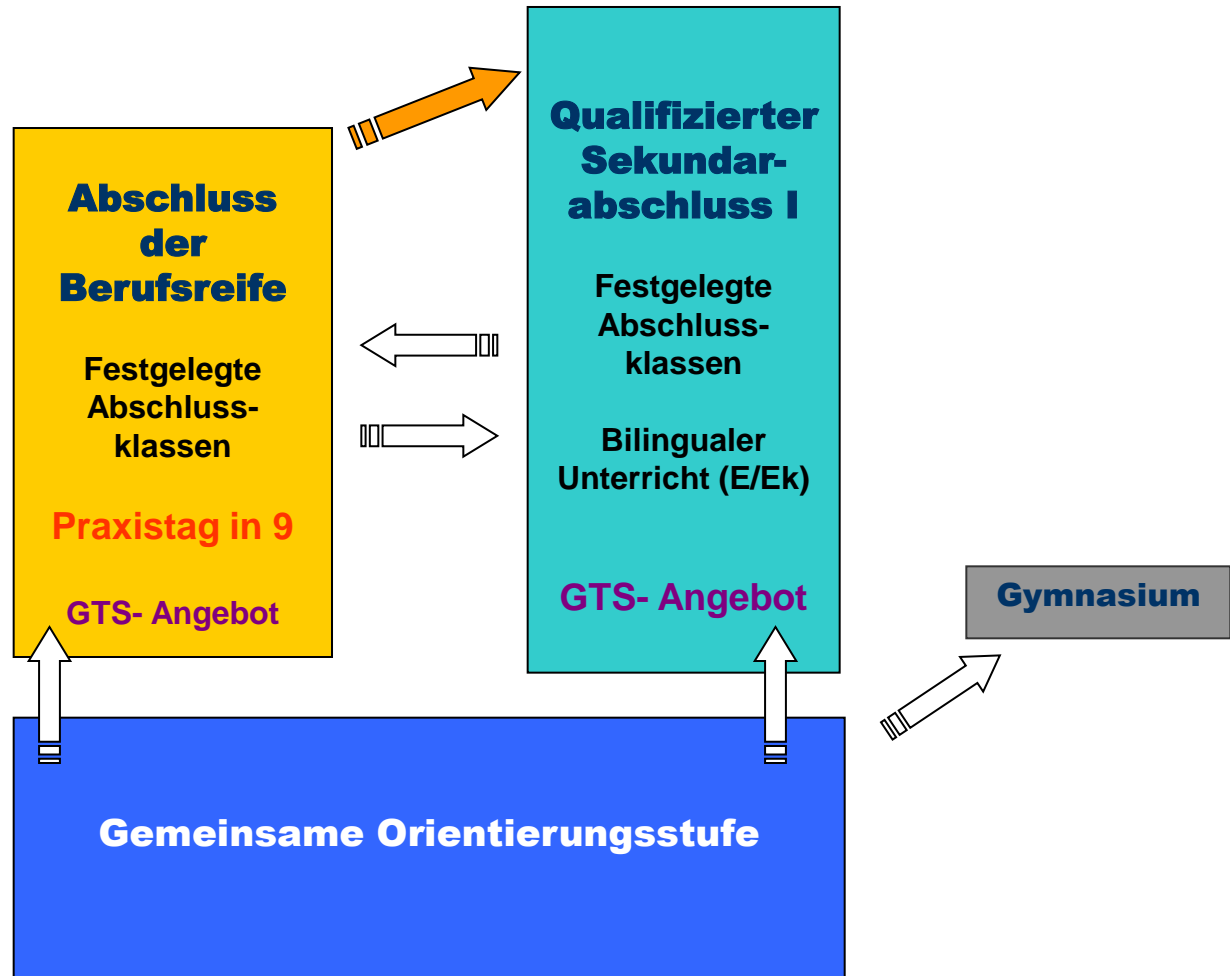 Abschluss
der
Berufsreife
Festgelegte
Abschluss-
klassen
Praxistag in 9
GTS- Angebot
Qualifizierter
Sekundar-
abschluss I
Festgelegte
Abschluss-
klassen
Bilingualer
Unterricht (E/Ek)
GTS- Angebot
Gymnasium
Gemeinsame Orientierungsstufe